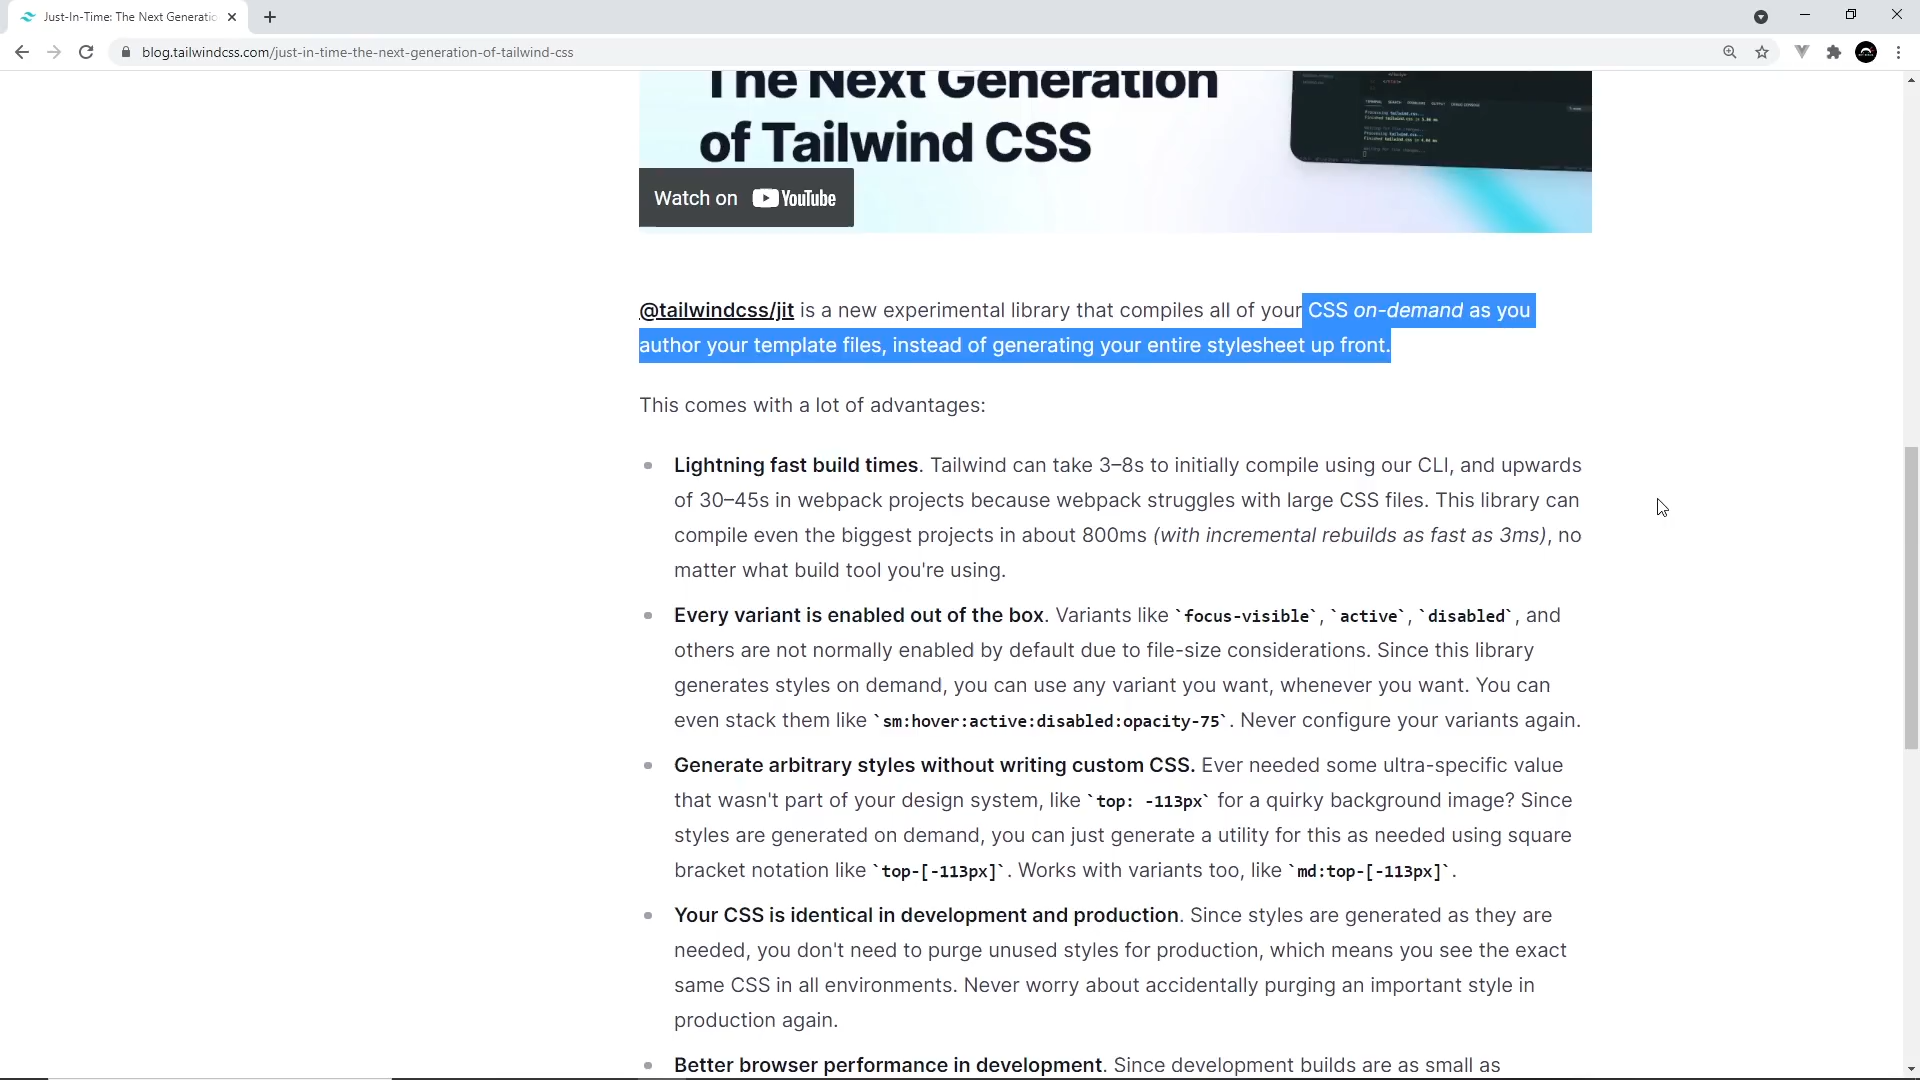 Just-In-Time: The Next Generatio
blog.tailwindcss.com/just-in-time-the-next-generation-of-tailwind-css
The Next Generation
of Tailwind CSS
Watch on YouTube
@tailwindcss/jit is a new experimental library that compiles all of your CSS on-demand as you
author your template files, instead of generating your entire stylesheet up front.
This comes with a lot of advantages:
Lightning fast build times. Tailwind can take 3–8s to initially compile using our CLI, and upwards
of 30–45s in webpack projects because webpack struggles with large CSS files. This library can
compile even the biggest projects in about 800ms (with incremental rebuilds as fast as 3ms), no
matter what build tool you're using.
Every variant is enabled out of the box. Variants like `focus-visible`, `active`, `disabled`, and
others are not normally enabled by default due to file-size considerations. Since this library
generates styles on demand, you can use any variant you want, whenever you want. You can
even stack them like `sm:hover:active:disabled:opacity-75`. Never configure your variants again.
Generate arbitrary styles without writing custom CSS. Ever needed some ultra-specific value
that wasn't part of your design system, like `top: -113px` for a quirky background image? Since
styles are generated on demand, you can just generate a utility for this as needed using square
bracket notation like `top-[-113px]`. Works with variants too, like `md:top-[-113px]`.
Your CSS is identical in development and production. Since styles are generated as they are
needed, you don't need to purge unused styles for production, which means you see the exact
same CSS in all environments. Never worry about accidentally purging an important style in
production again.
Better browser performance in development. Since development builds are as small as